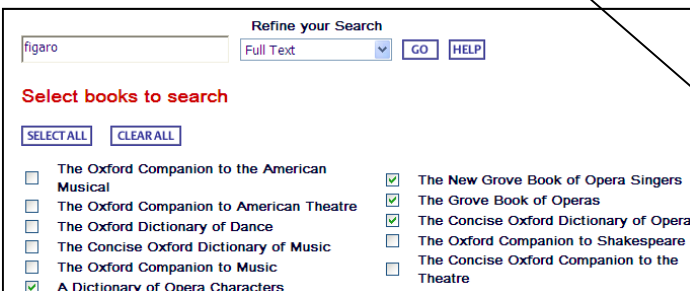 Refine your Search
figaro Full Text GO HELP
Select books to search
SELECT ALL CLEAR ALL
The Oxford Companion to the American
Musical
The Oxford Companion to American Theatre
The Oxford Dictionary of Dance
The Concise Oxford Dictionary of Music
The Oxford Companion to Music
A Dictionary of Opera Characters
The New Grove Book of Opera Singers
The Grove Book of Operas
The Concise Oxford Dictionary of Opera
The Oxford Companion to Shakespeare
The Concise Oxford Companion to the
Theatre